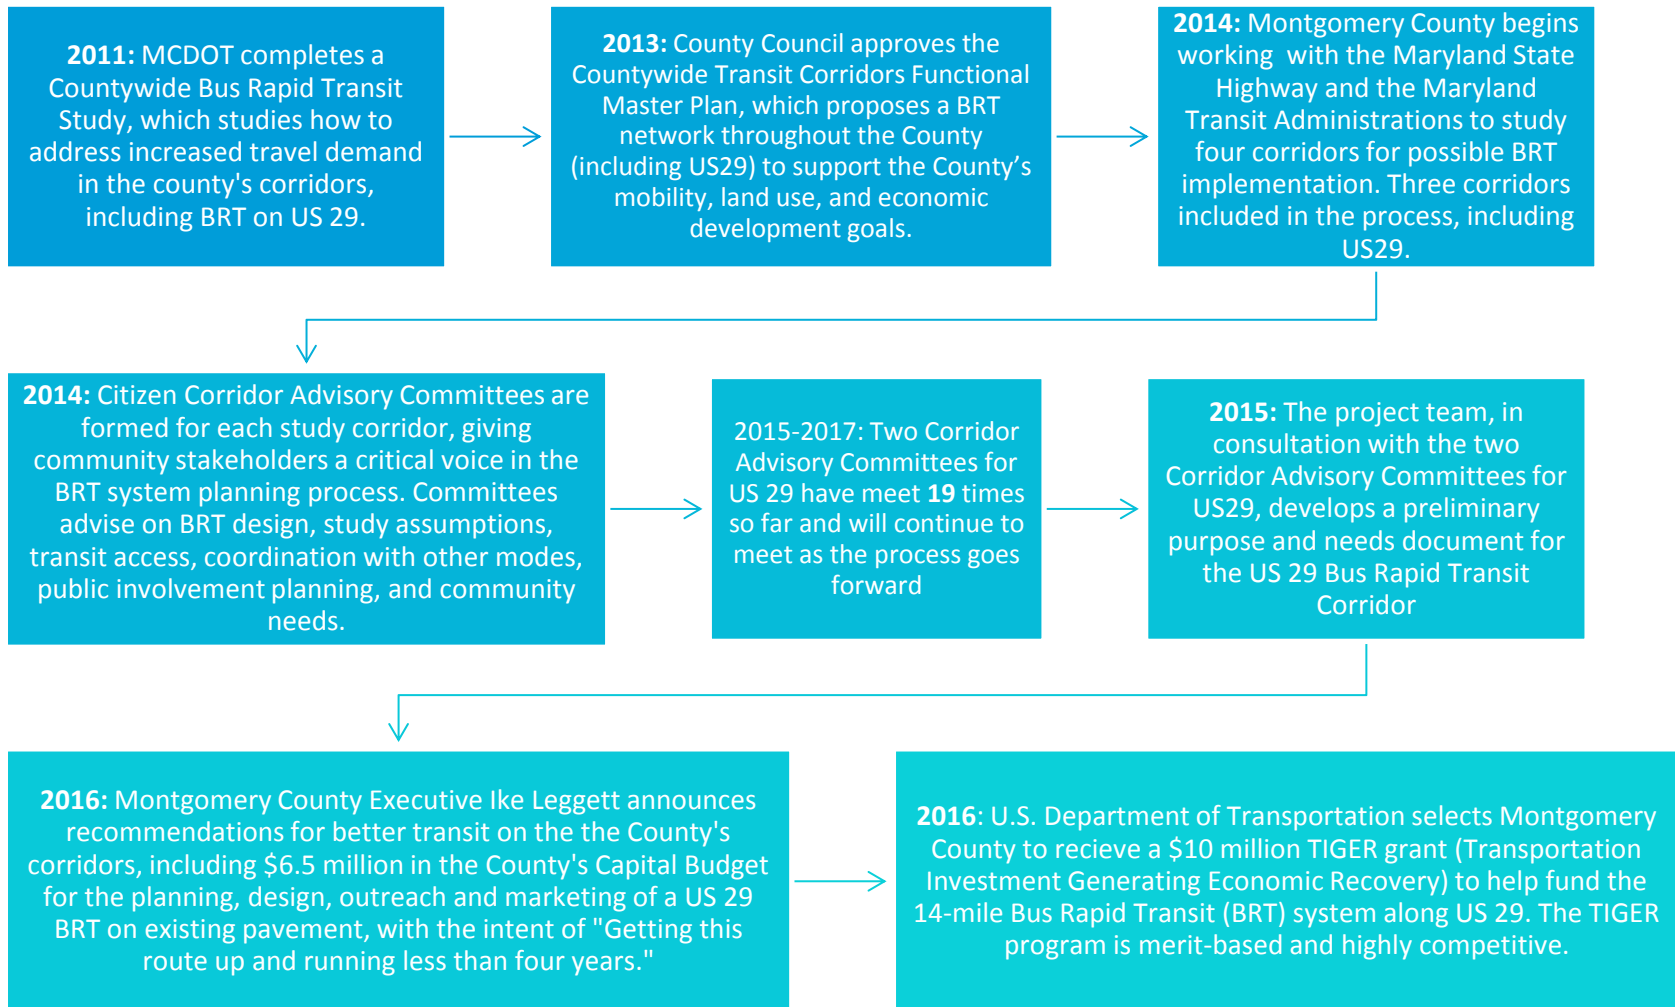 2011: MCDOT completes a
Countywide Bus Rapid Transit
Study, which studies how to
address increased travel demand
in the county's corridors,
including BRT on US 29.
2013: County Council approves the
Countywide Transit Corridors Functional
Master Plan, which proposes a BRT
network throughout the County
(including US29) to support the County’s
mobility, land use, and economic
development goals.
2014: Montgomery County begins
working  with the Maryland State
Highway and the Maryland
Transit Administrations to study
four corridors for possible BRT
implementation. Three corridors
included in the process, including
US29.
2014: Citizen Corridor Advisory Committees are
formed for each study corridor, giving
community stakeholders a critical voice in the
BRT system planning process. Committees
advise on BRT design, study assumptions,
transit access, coordination with other modes,
public involvement planning, and community
needs.
2015-2017: Two Corridor
Advisory Committees for
US 29 have meet 19 times
so far and will continue to
meet as the process goes
forward
2015: The project team, in
consultation with the two
Corridor Advisory Committees for
US29, develops a preliminary
purpose and needs document for
the US 29 Bus Rapid Transit
Corridor
2016: Montgomery County Executive Ike Leggett announces
recommendations for better transit on the the County's
corridors, including $6.5 million in the County's Capital Budget
for the planning, design, outreach and marketing of a US 29
BRT on existing pavement, with the intent of "Getting this
route up and running less than four years."
2016: U.S. Department of Transportation selects Montgomery
County to recieve a $10 million TIGER grant (Transportation
Investment Generating Economic Recovery) to help fund the
14-mile Bus Rapid Transit (BRT) system along US 29. The TIGER
program is merit-based and highly competitive.